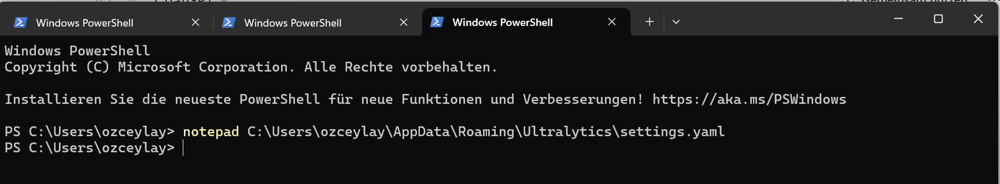 Windows PowerShell
Windows PowerShell
Windows PowerShell
Windows PowerShell
Copyright (C) Microsoft Corporation. Alle Rechte vorbehalten.
Installieren Sie die neueste PowerShell für neue Funktionen und Verbesserungen! https://aka.ms/PSWindows
PS C:\Users\ozceylay> notepad C:\Users\ozceylay\AppData\Roaming\Ultralytics\settings.yaml
PS C:\Users\ozceylay>